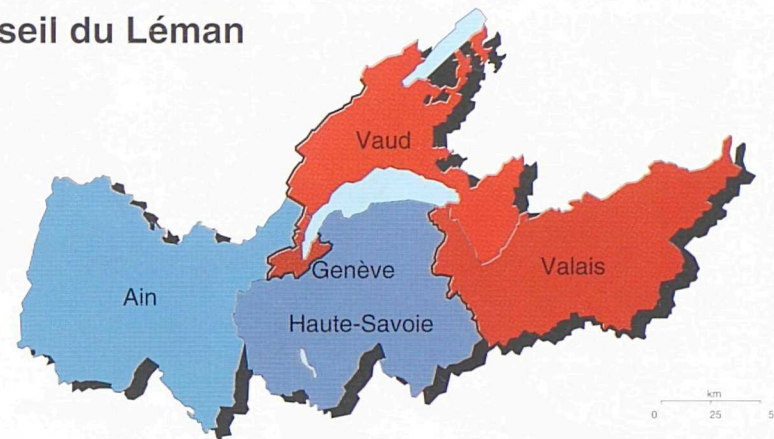 seil du Léman
Vaud
Genève
Valais
Ain
Haute-Savoie
km
0 25 5